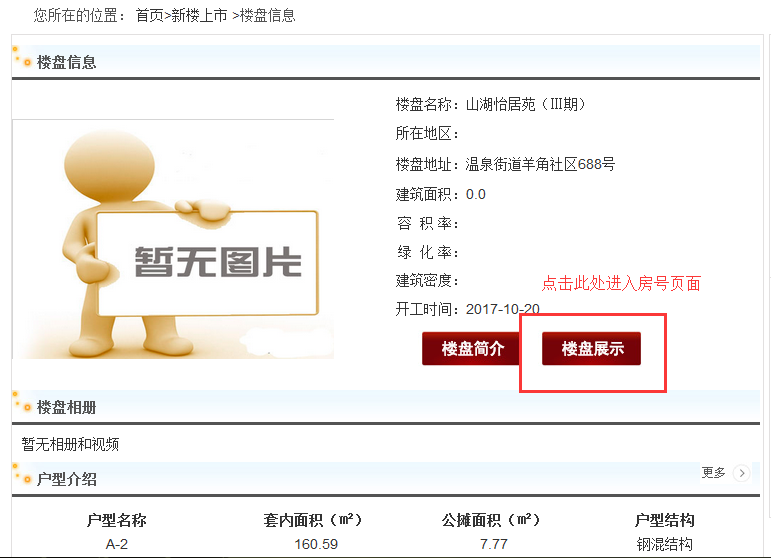 您所在的位置： 首页>新楼上市 >楼盘信息
楼盘信息
暂无图片
楼盘名称：山湖怡居苑（Ⅲ期）
所在地区：
楼盘地址：温泉街道羊角社区688号
建筑面积：0.0
容 积 率：
绿 化 率：
建筑密度：
点击此处进入房号页面
开工时间：2017-10-20
楼盘简介 楼盘展示
楼盘相册
暂无相册和视频
户型介绍 更多
户型名称 套内面积（㎡） 公摊面积（㎡） 户型结构
A-2 160.59 7.77 钢混结构